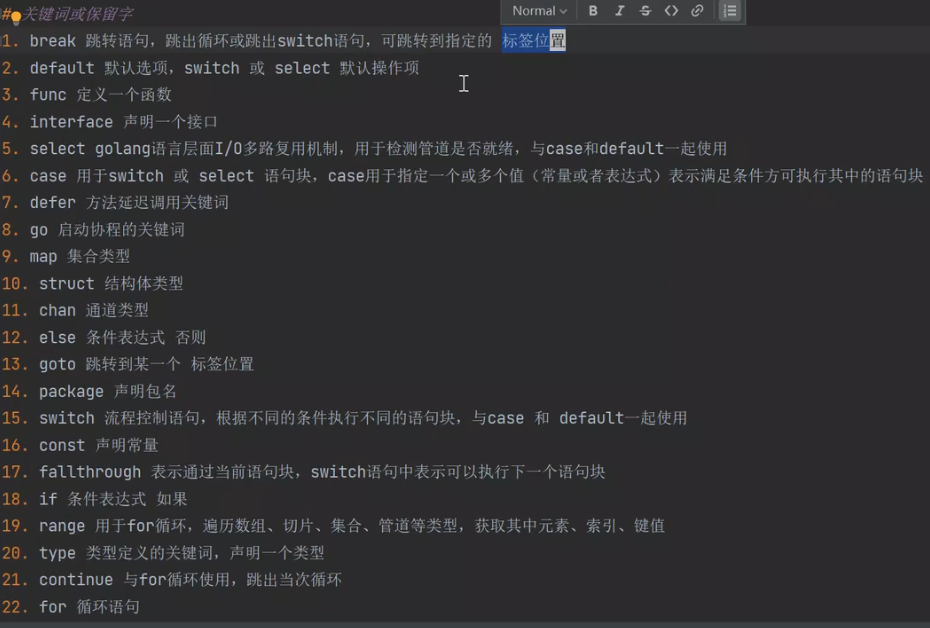 # 关键词或保留字
Normal B I S <>
1. break 跳转语句，跳出循环或跳出switch语句，可跳转到指定的 标签位置
2. default 默认选项，switch 或 select 默认操作项
3. func 定义一个函数
4. interface 声明一个接口
5. select golang语言层面I/O多路复用机制，用于检测管道是否就绪，与case和default一起使用
6. case 用于switch 或 select 语句块，case用于指定一个或多个值（常量或者表达式）表示满足条件方可执行其中的语句块
7. defer 方法延迟调用关键词
8. go 启动协程的关键词
9. map 集合类型
10. struct 结构体类型
11. chan 通道类型
12. else 条件表达式 否则
13. goto 跳转到某一个 标签位置
14. package 声明包名
15. switch 流程控制语句，根据不同的条件执行不同的语句块，与case 和 default一起使用
16. const 声明常量
17. fallthrough 表示通过当前语句块，switch语句中表示可以执行下一个语句块
18. if 条件表达式 如果
19. range 用于for循环，遍历数组、切片、集合、管道等类型，获取其中元素、索引、键值
20. type 类型定义的关键词，声明一个类型
21. continue 与for循环使用，跳出当次循环
22. for 循环语句